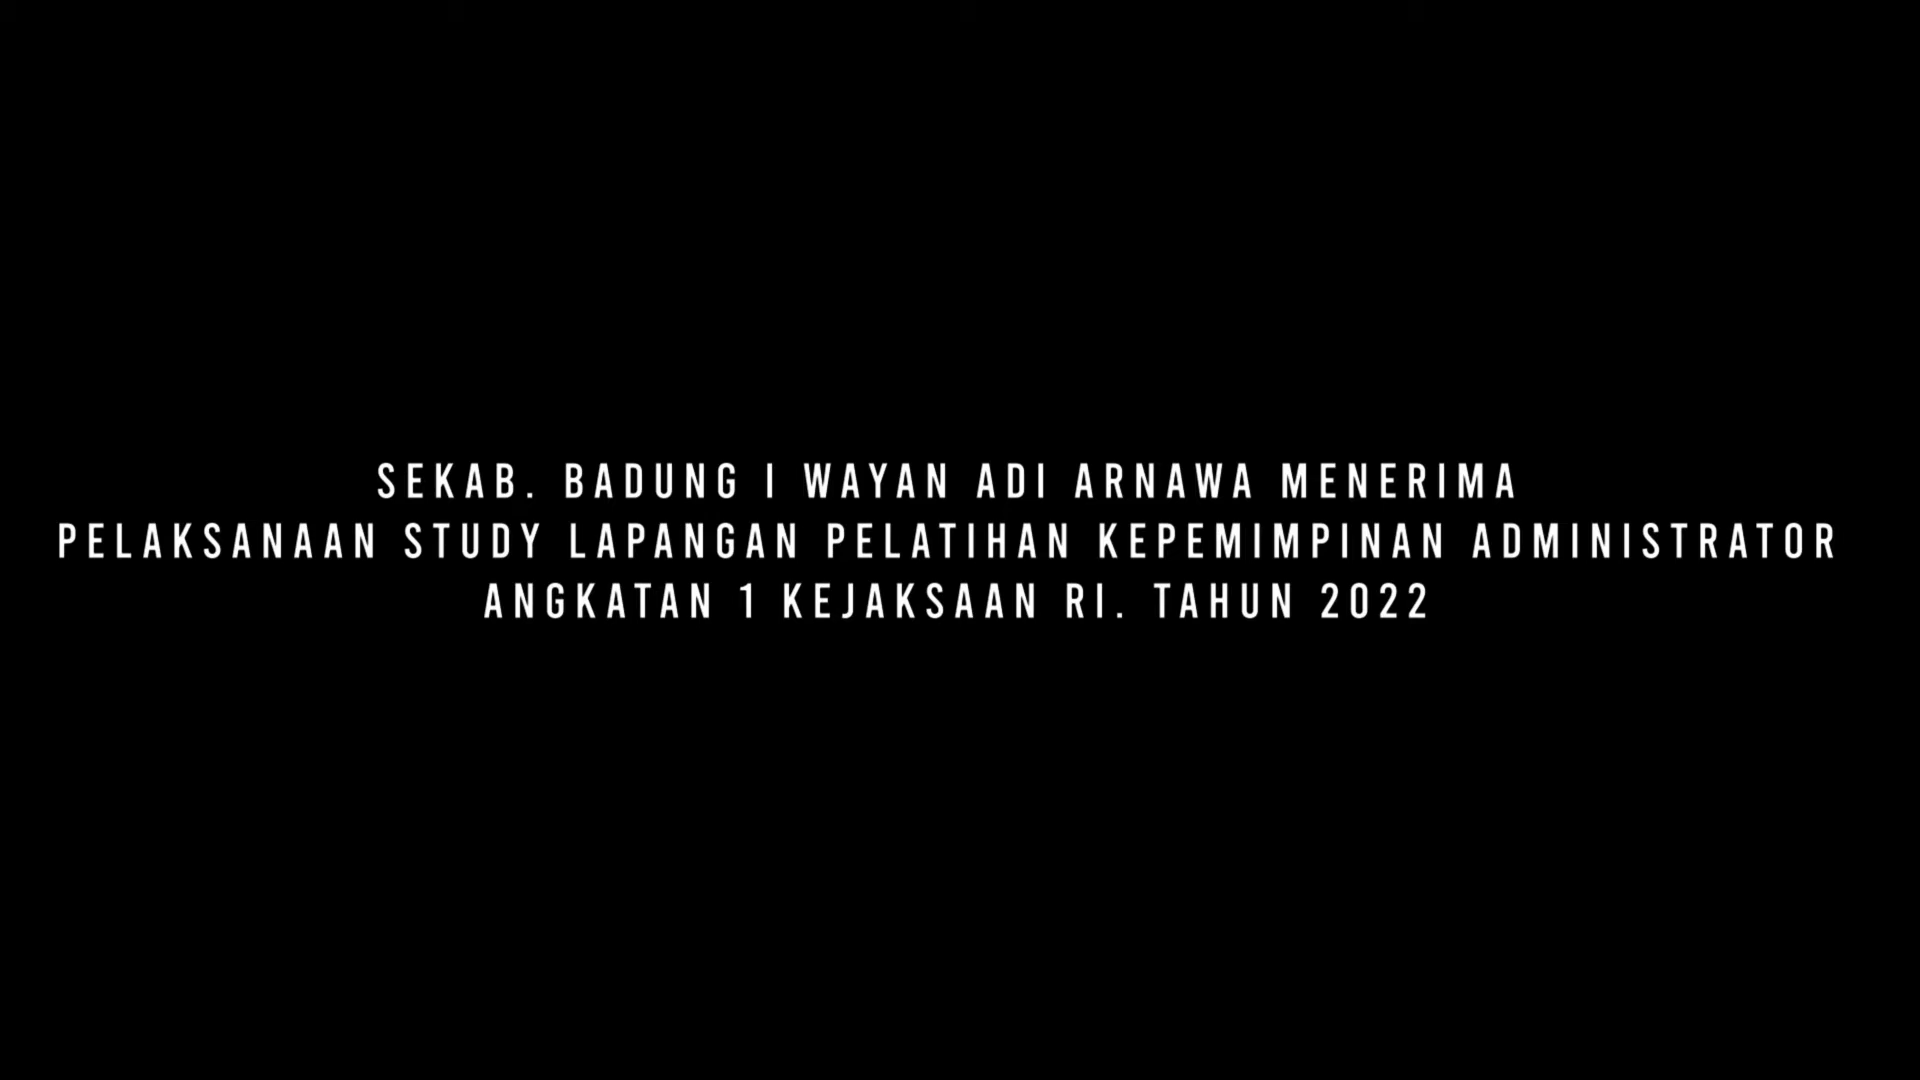 SEKAB. BADUNG I WAYAN ADI ARNAWA MENERIMA
PELAKSANAAN STUDY LAPANGAN PELATIHAN KEPEMIMPINAN ADMINISTRATOR
ANGKATAN 1 KEJAKSAAN RI. TAHUN 2022